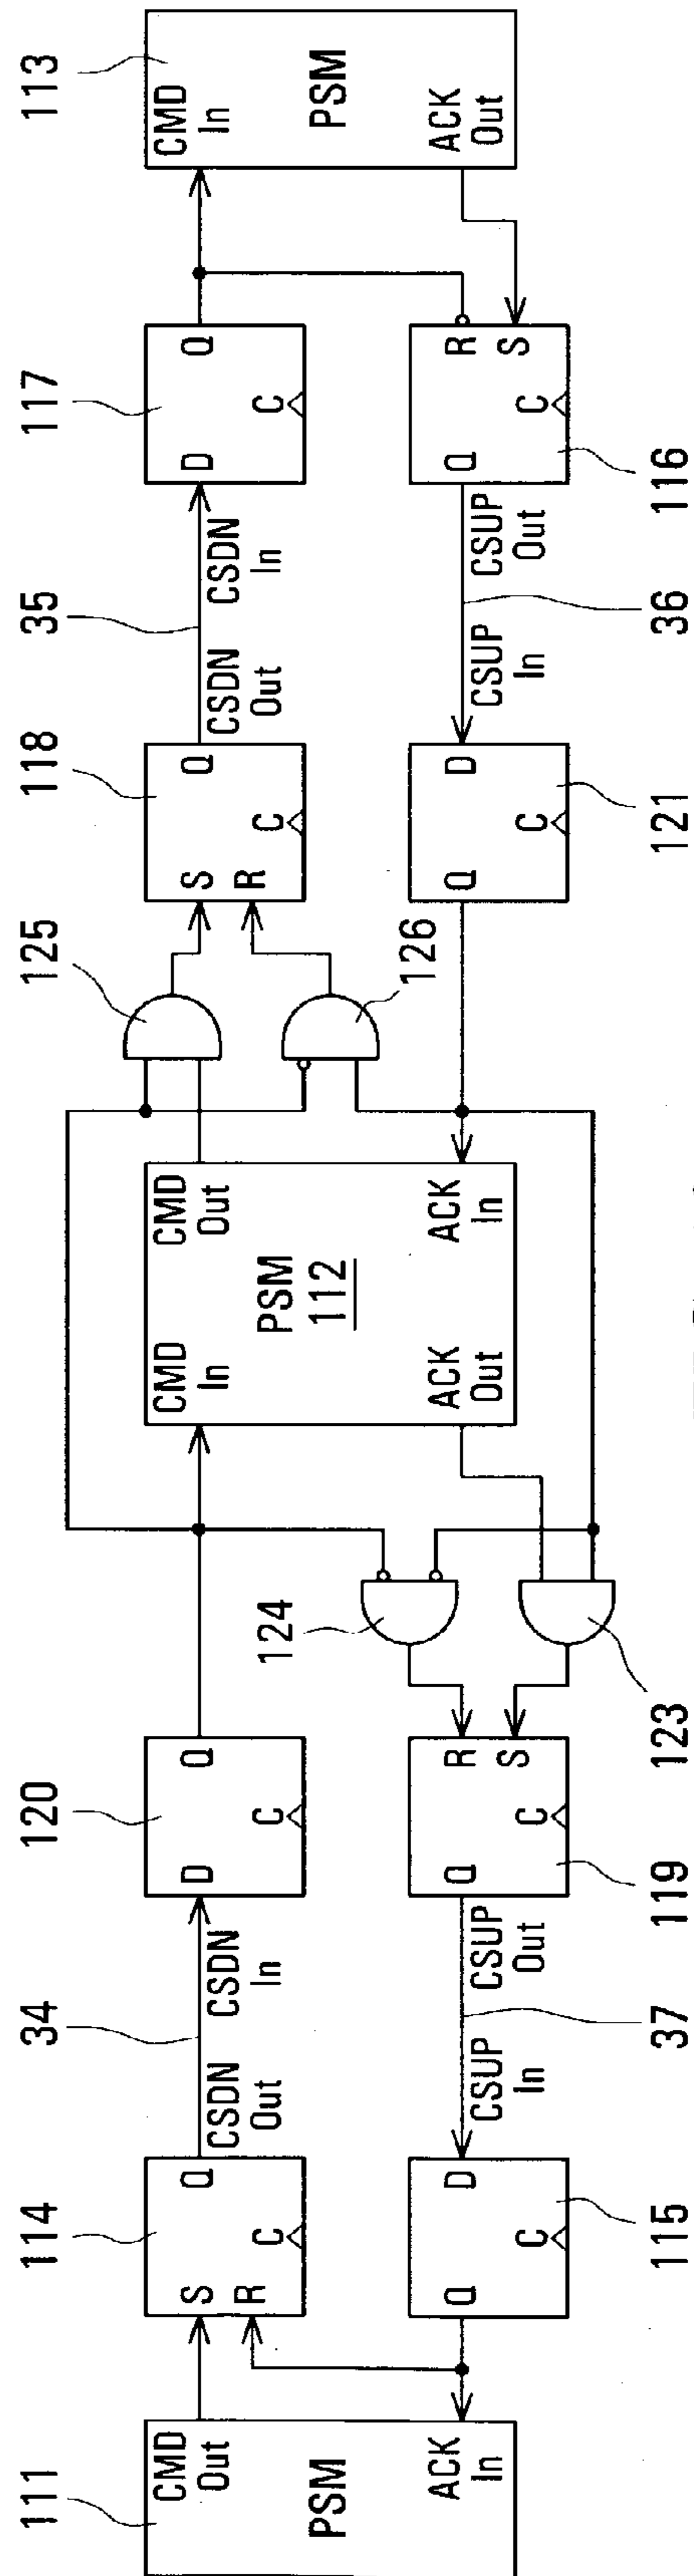 111
CMD
Out
PSM
ACK
In
114
S
R
Q
C
CSDN
Out
34
CSDN
In
120
D
Q
C
115
Q
D
C
CSUP
In
37
CSUP
Out
119
Q
R
S
C
124
123
CMD
In
CMD
Out
PSM
112
ACK
Out
ACK
In
125
126
118
S
R
Q
C
CSDN
Out
35
CSDN
In
117
D
Q
C
121
Q
D
C
CSUP
In
36
CSUP
Out
116
Q
R
S
C
113
CMD
In
PSM
ACK
Out